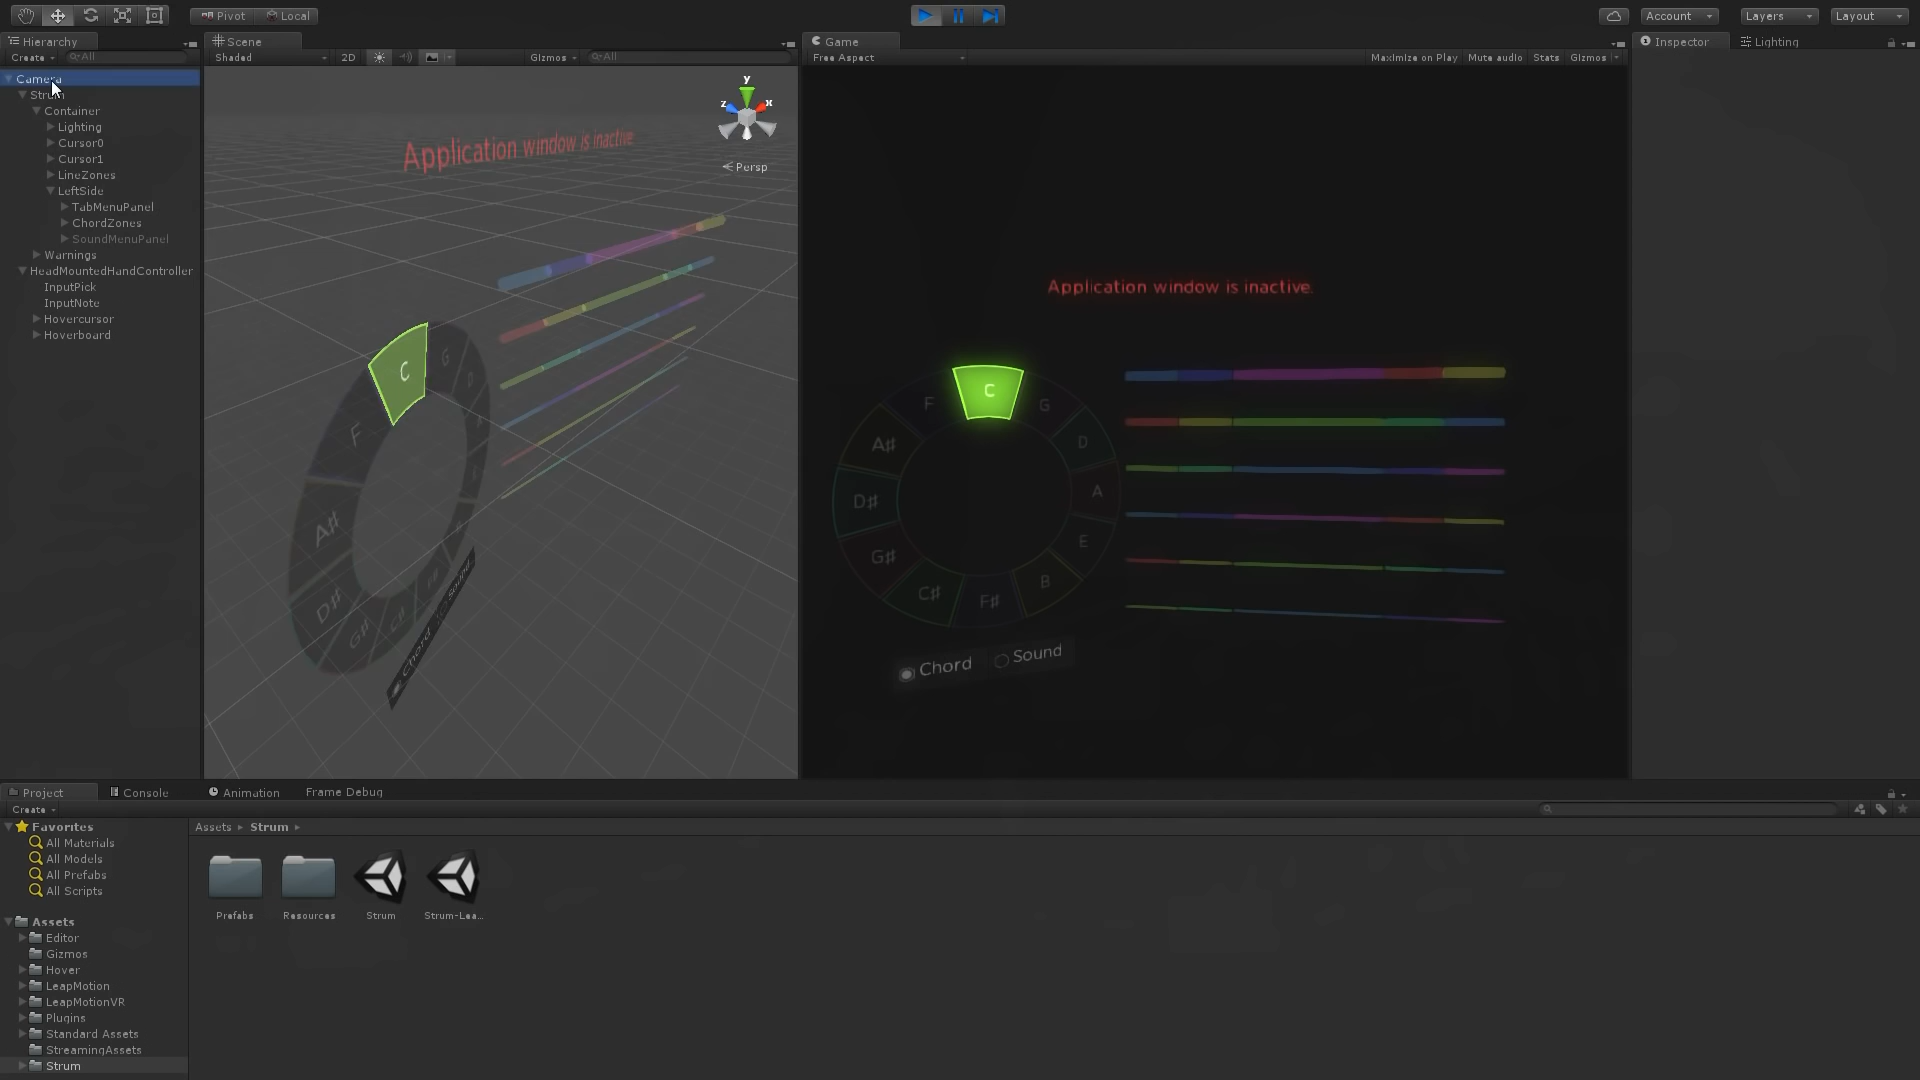 Pivot Local Account Layers Layout
Hierarchy
Create All
Camera
Strum
Container
Lighting
Cursor0
Cursor1
LineZones
LeftSide
TabMenuPanel
ChordZones
SoundMenuPanel
Warnings
HeadMountedHandController
InputPick
InputNote
Hovercursor
Hoverboard
Scene
Shaded 2D Gizmos All
y
z x
Persp
Application window is inactive
C G
D
F
A♯
D♯
G♯
C♯
Chord Sound
Game
Free Aspect Maximize on Play Mute audio Stats Gizmos
Application window is inactive.
F C G
A♯ D
D♯ A
G♯ E
C♯ F♯ B
Chord Sound
Inspector Lighting
Project Console Animation Frame Debug
Create
Favorites
All Materials
All Models
All Prefabs
All Scripts
Assets
Editor
Gizmos
Hover
LeapMotion
LeapMotionVR
Plugins
Standard Assets
StreamingAssets
Strum
Assets Strum
Prefabs Resources Strum Strum-Lea...